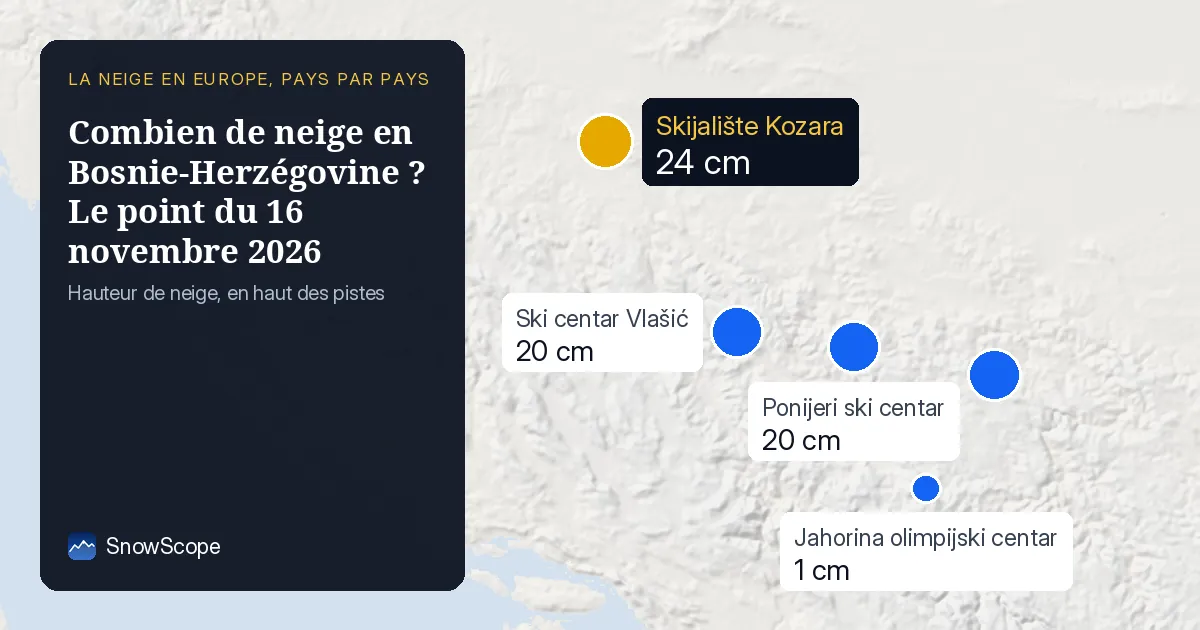 LA NEIGE EN EUROPE, PAYS PAR PAYS
Combien de neige en
Bosnie-Herzégovine ?
Le point du 16
novembre 2026
Hauteur de neige, en haut des pistes
SnowScope
Skijalište Kozara
24 cm
Ski centar Vlašić
20 cm
Ponijeri ski centar
20 cm
Jahorina olimpijski centar
1 cm